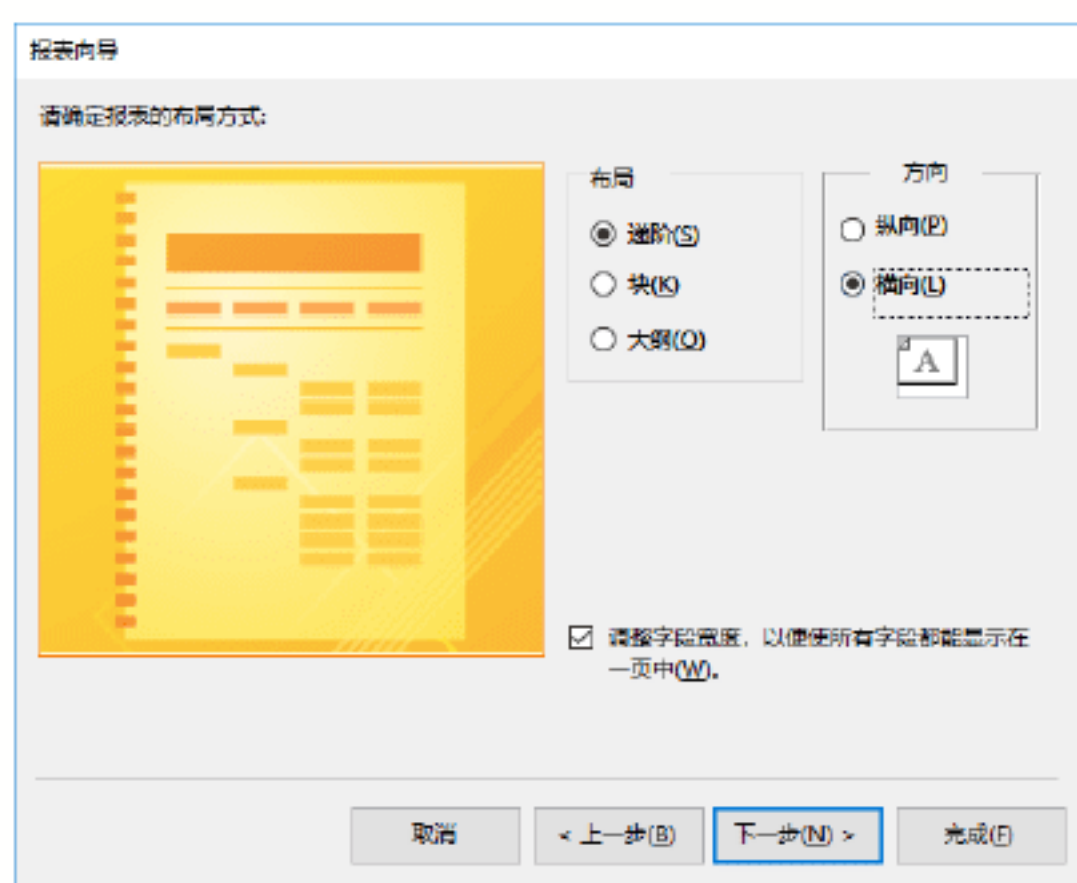 报表向导
请确定报表的布局方式:
布局
递阶(S)
块(K)
大纲(O)
方向
纵向(P)
横向(L)
A
调整字段宽度，以便使所有字段都能显示在
一页中(W)。
取消
< 上一步(B)
下一步(N) >
完成(F)